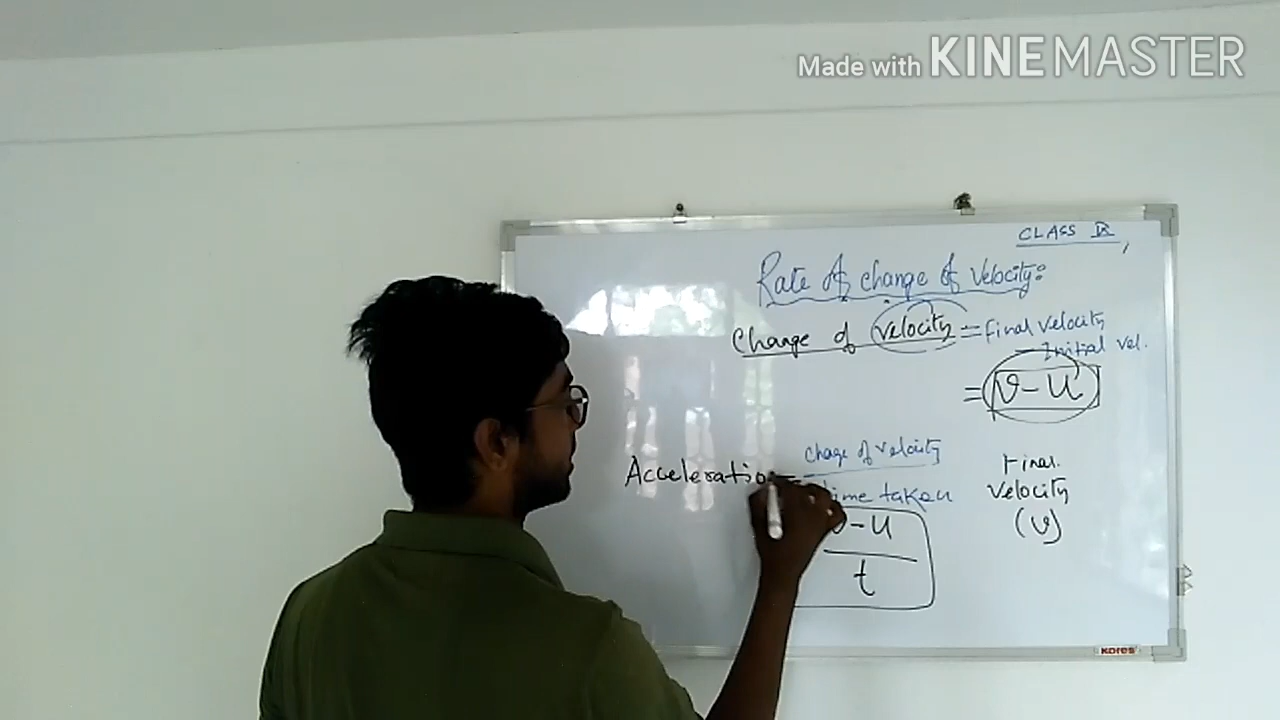 Made with KINEMASTER
CLASS IX,
Rate of change of velocity:
Change of velocity = Final velocity
- Initial vel.
= v - u
Acceleration = chage of velocity
time taken
v - u
t
Final.
velocity
(v)
KORES